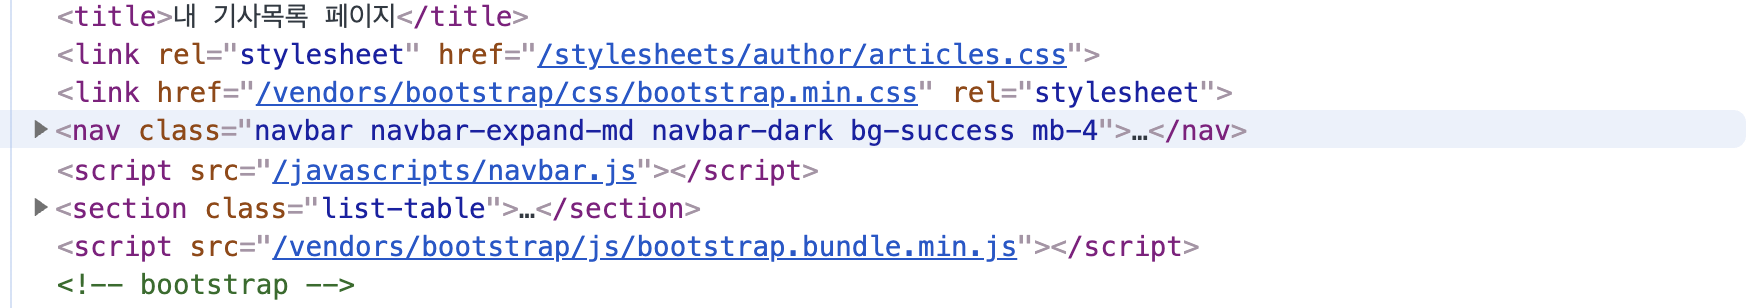 <title>내 기사목록 페이지</title>
<link rel="stylesheet" href="/stylesheets/author/articles.css">
<link href="/vendors/bootstrap/css/bootstrap.min.css" rel="stylesheet">
<nav class="navbar navbar-expand-md navbar-dark bg-success mb-4">…</nav>
<script src="/javascripts/navbar.js"></script>
<section class="list-table">…</section>
<script src="/vendors/bootstrap/js/bootstrap.bundle.min.js"></script>
<!-- bootstrap -->